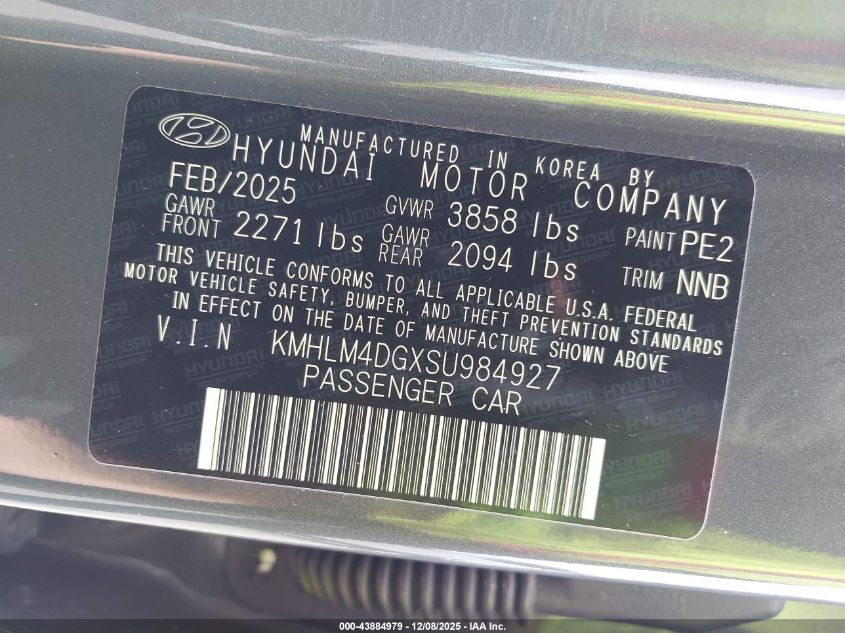 MANUFACTURED IN KOREA BY
HYUNDAI MOTOR COMPANY
FEB/2025 GVWR 3858 lbs PAINT PE2
GAWR FRONT 2271 lbs GAWR REAR 2094 lbs TRIM NNB
THIS VEHICLE CONFORMS TO ALL APPLICABLE U.S.A. FEDERAL
MOTOR VEHICLE SAFETY, BUMPER, AND THEFT PREVENTION STANDARDS
IN EFFECT ON THE DATE OF MANUFACTURE SHOWN ABOVE
V.I.N KMHLM4DGXSU984927
PASSENGER CAR
000-43884979 - 12/08/2025 - IAA Inc.